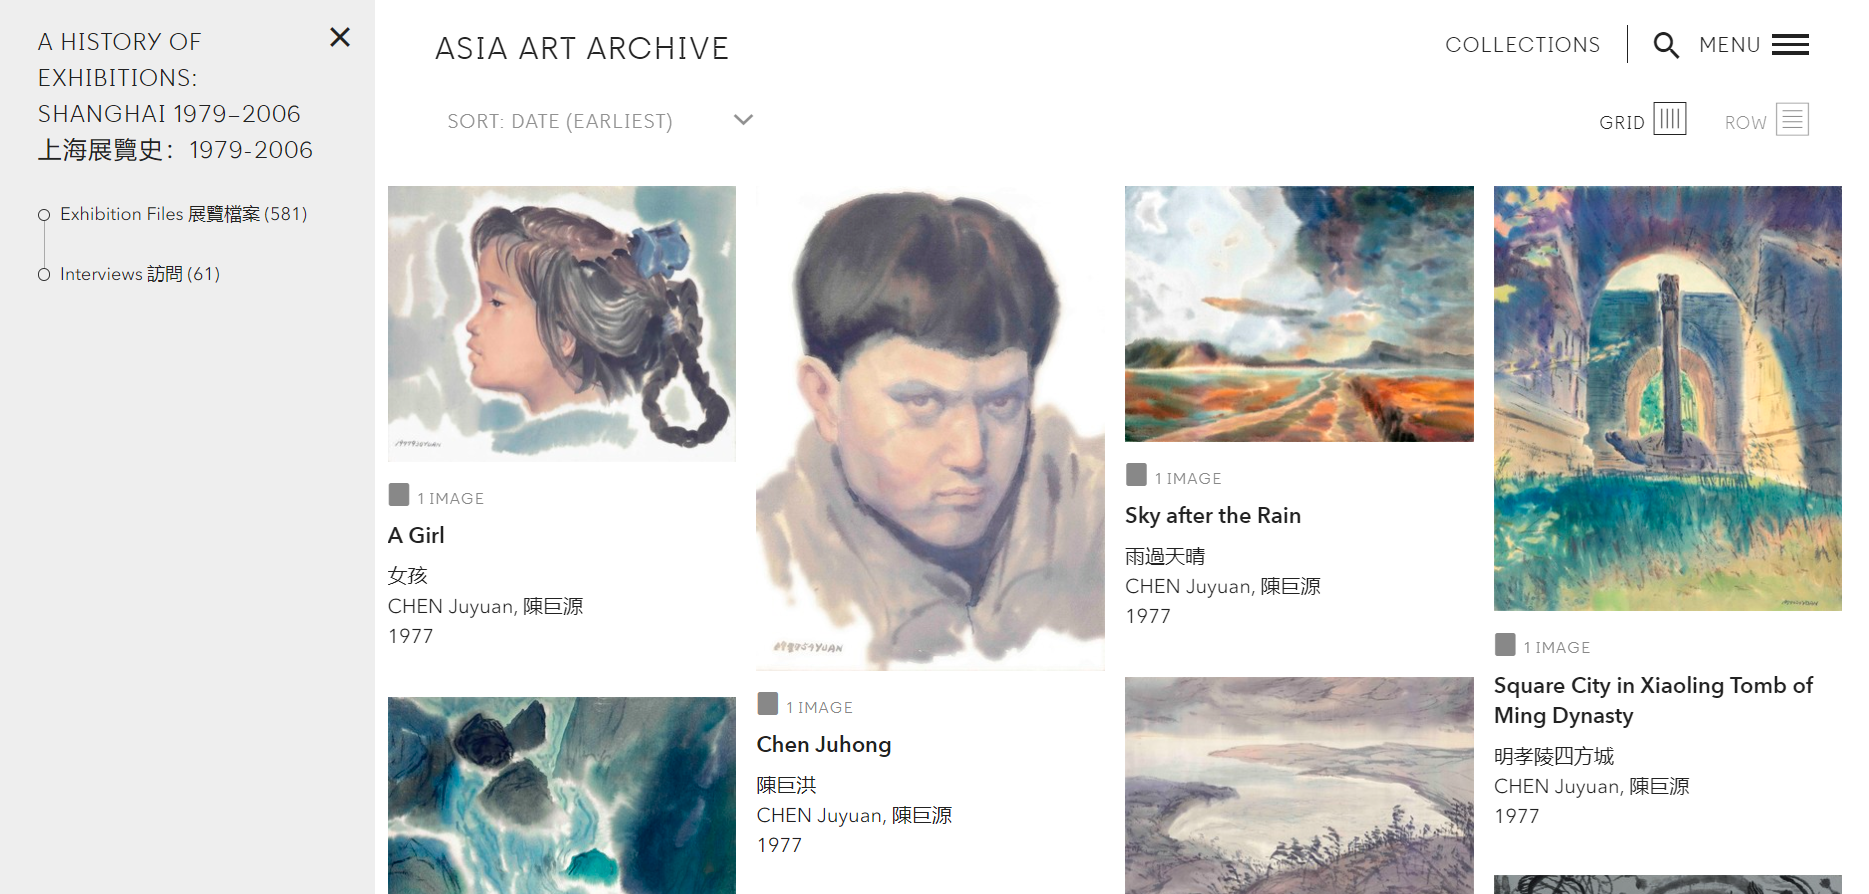 A HISTORY OF
EXHIBITIONS:
SHANGHAI 1979–2006
上海展覽史：1979-2006
Exhibition Files 展覽檔案 (581)
Interviews 訪問 (61)
ASIA ART ARCHIVE
COLLECTIONS
MENU
SORT: DATE (EARLIEST)
GRID
ROW
1 IMAGE
A Girl
女孩
CHEN Juyuan, 陳巨源
1977
1 IMAGE
Chen Juhong
陳巨洪
CHEN Juyuan, 陳巨源
1977
1 IMAGE
Sky after the Rain
雨過天晴
CHEN Juyuan, 陳巨源
1977
1 IMAGE
Square City in Xiaoling Tomb of
Ming Dynasty
明孝陵四方城
CHEN Juyuan, 陳巨源
1977